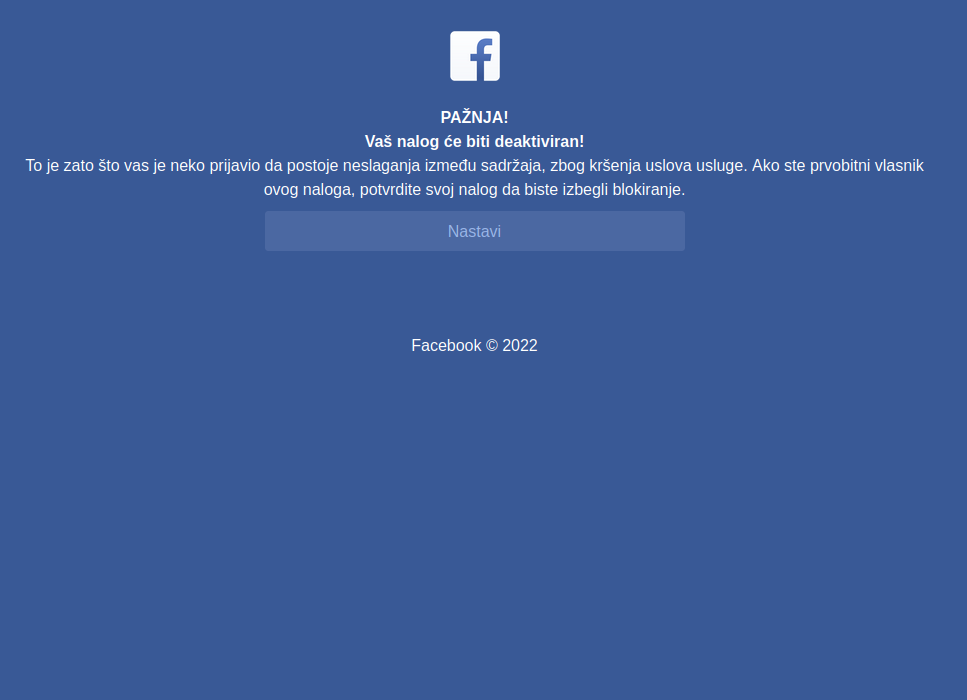 PAŽNJA!
Vaš nalog će biti deaktiviran!
To je zato što vas je neko prijavio da postoje neslaganja između sadržaja, zbog kršenja uslova usluge. Ako ste prvobitni vlasnik
ovog naloga, potvrdite svoj nalog da biste izbegli blokiranje.
Nastavi
Facebook © 2022